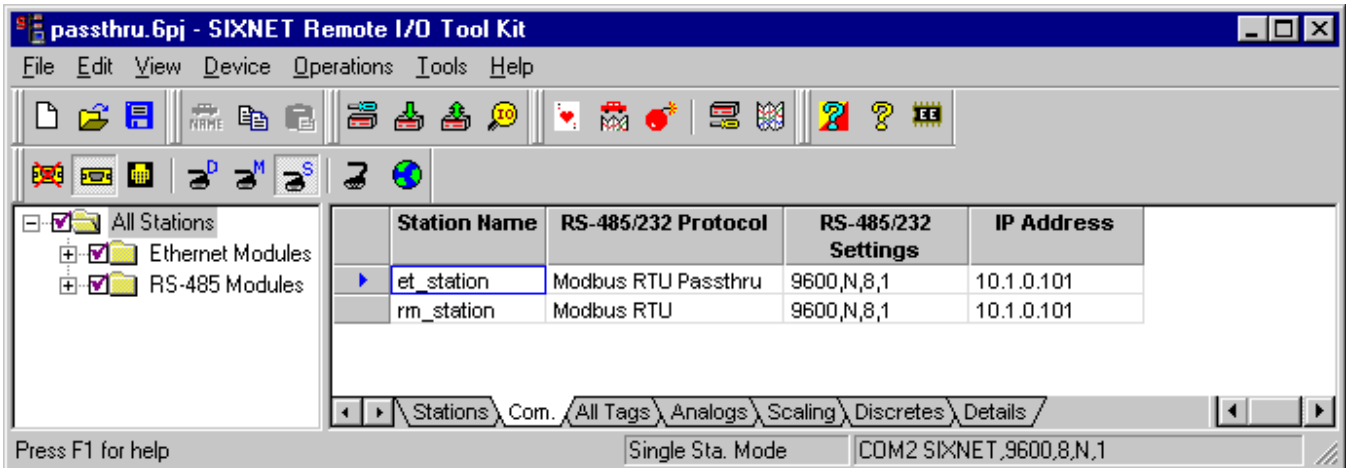 passthru.6pj - SIXNET Remote I/O Tool Kit
File Edit View Device Operations Tools Help
NAME IO EE
D M S
All Stations
Ethernet Modules
RS-485 Modules
Station Name RS-485/232 Protocol RS-485/232 Settings IP Address
et_station Modbus RTU Passthru 9600,N,8,1 10.1.0.101
rm_station Modbus RTU 9600,N,8,1 10.1.0.101
Stations Com. All Tags Analogs Scaling Discretes Details
Press F1 for help Single Sta. Mode COM2 SIXNET,9600,8,N,1